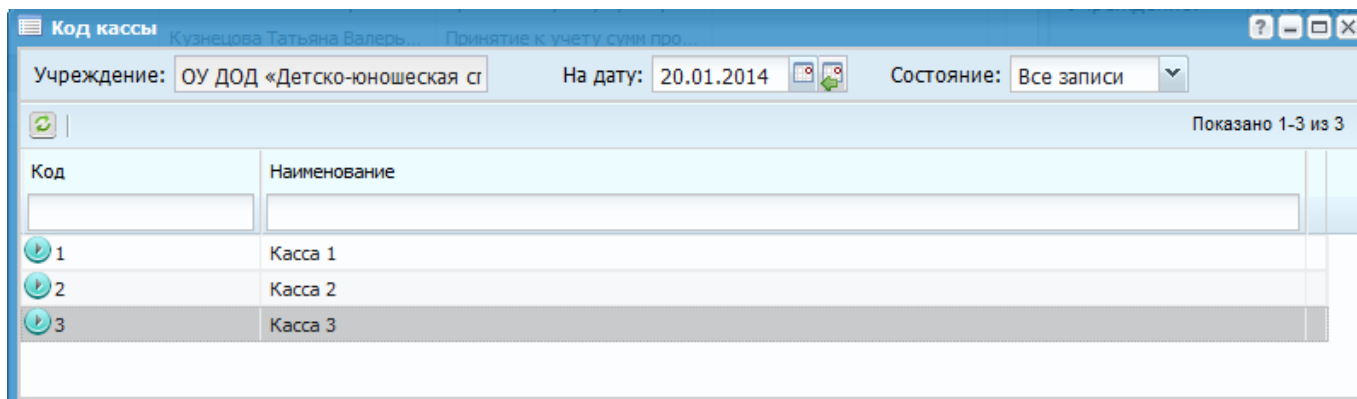 Код кассы
Кузнецова Татьяна Валерь... Принятие к учету сумм про...
Учреждение: ОУ ДОД «Детско-юношеская сп На дату: 20.01.2014 Состояние: Все записи
Показано 1-3 из 3
Код Наименование
1 Касса 1
2 Касса 2
3 Касса 3